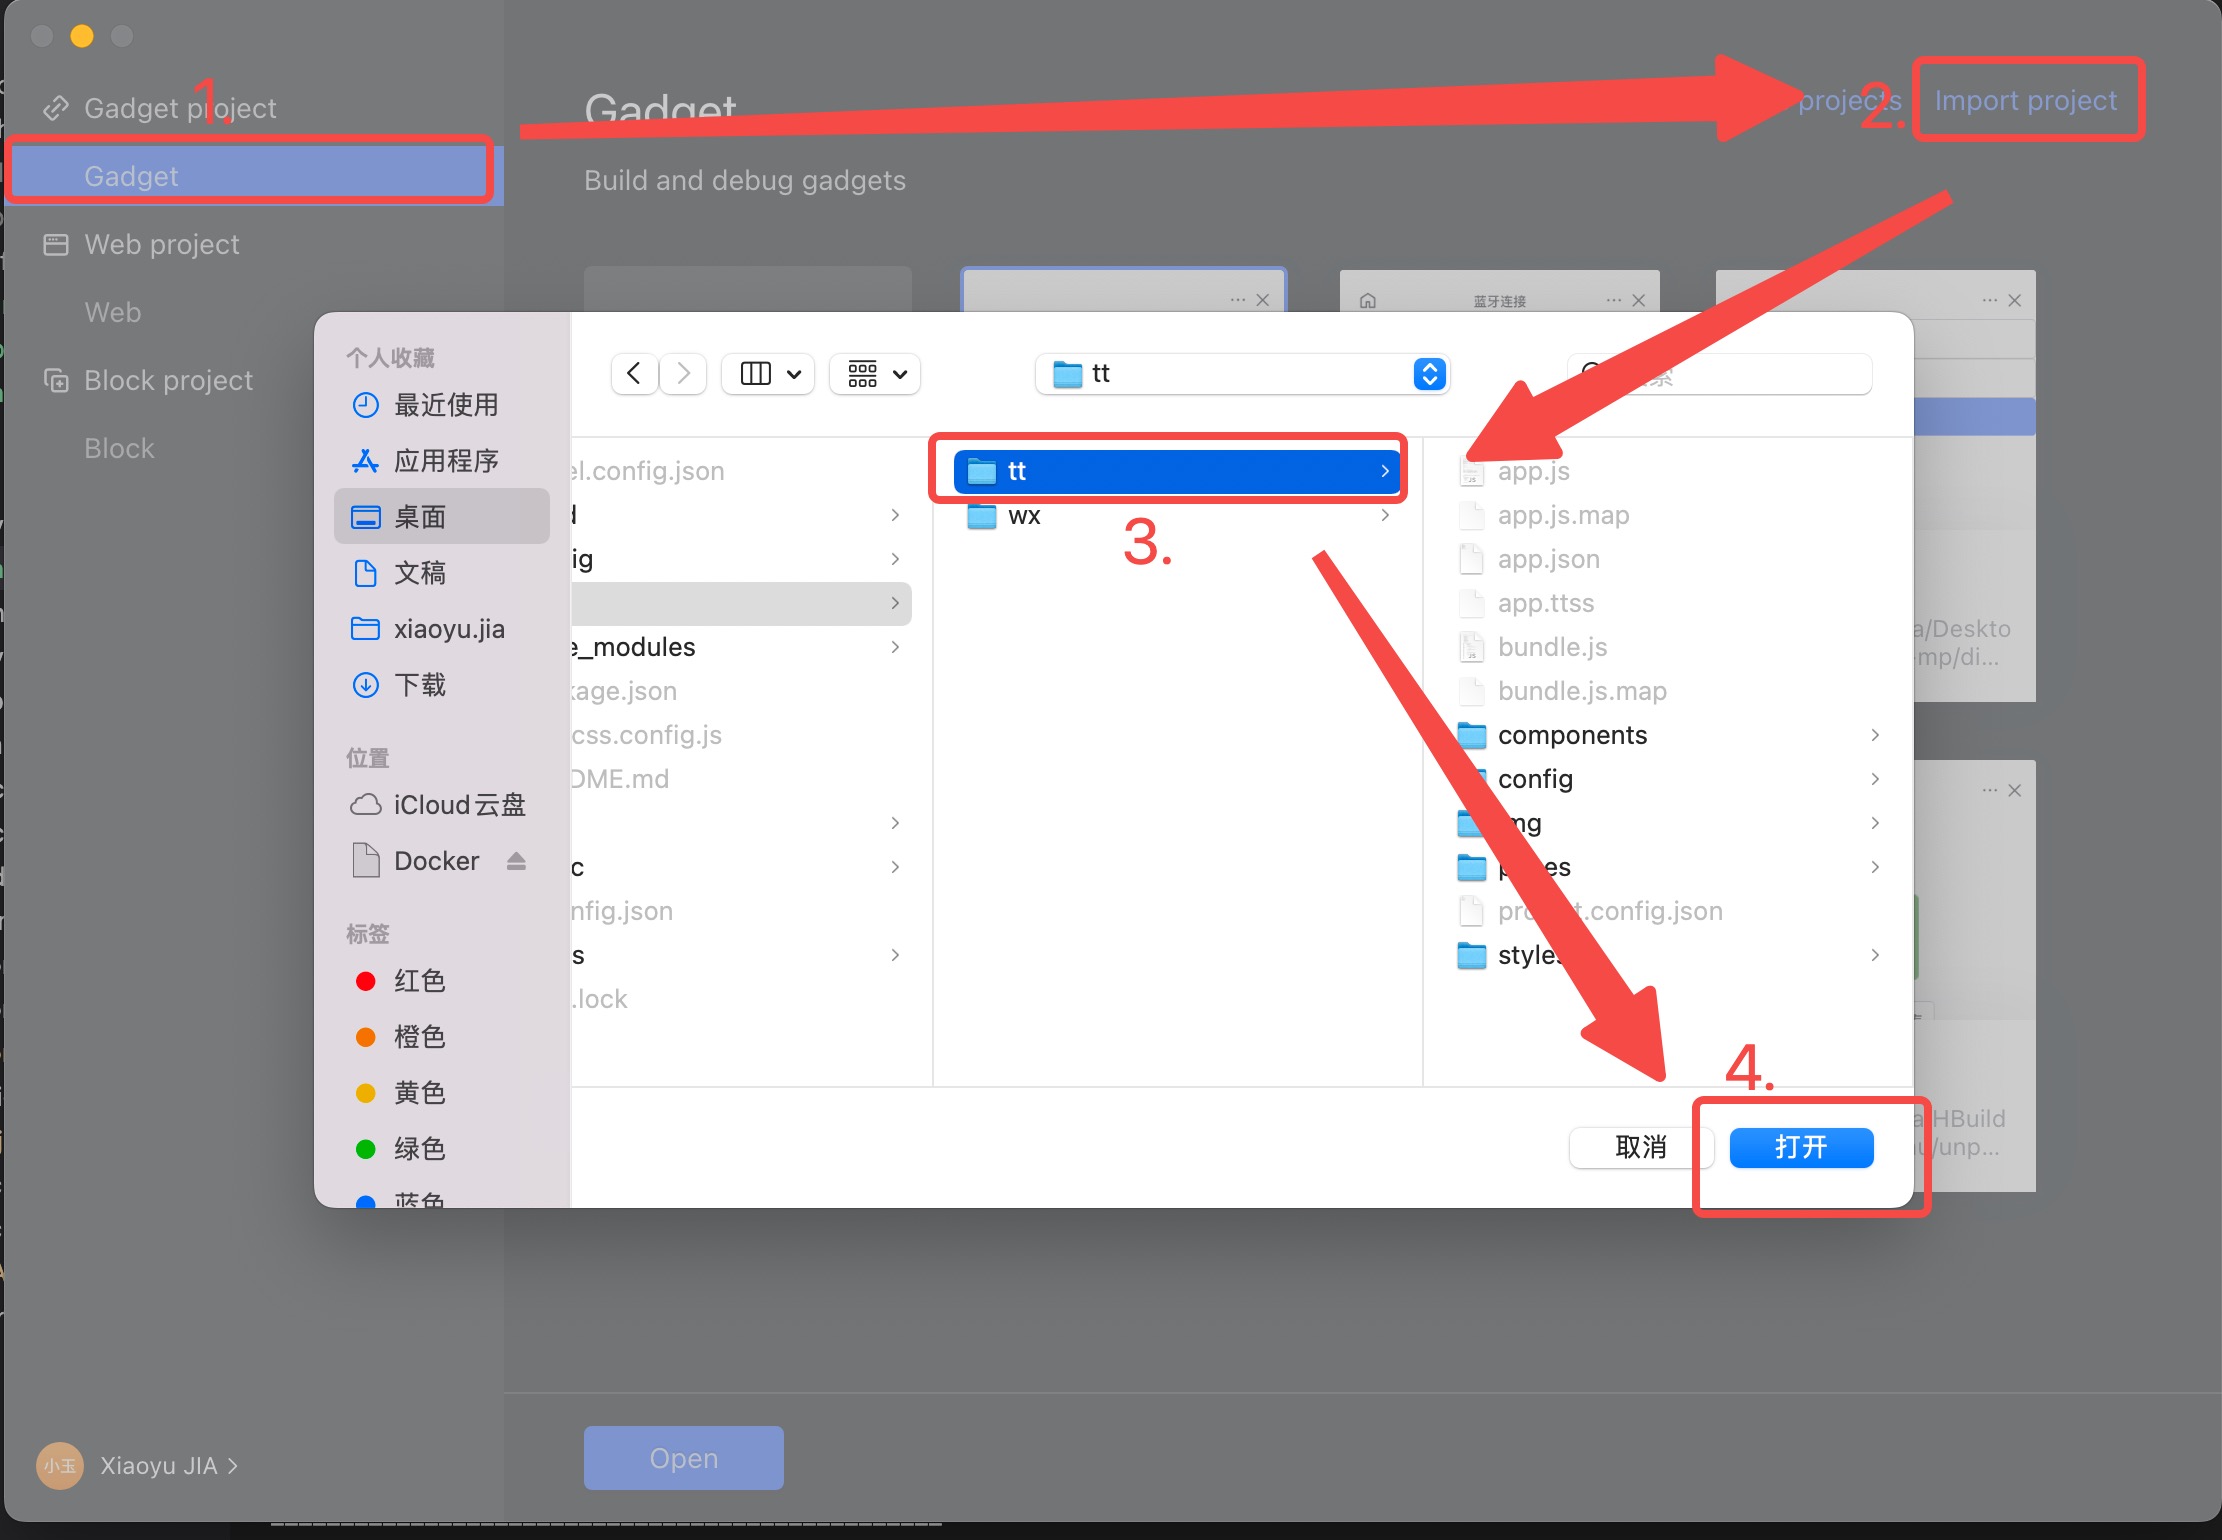 1.
Gadget project
Gadget
Web project
Web
Block project
Block
小玉 Xiaoyu JIA
Gadget
projects
2.
Import project
Build and debug gadgets
蓝牙连接
个人收藏
最近使用
应用程序
桌面
文稿
xiaoyu.jia
下载
位置
iCloud云盘
Docker
标签
红色
橙色
黄色
绿色
蓝色
tt
索
el.config.json
d
ig
e_modules
kage.json
css.config.js
DME.md
c
nfig.json
s
.lock
tt
wx
3.
app.js
app.js.map
app.json
app.ttss
bundle.js
bundle.js.map
components
config
mg
p es
pro t.config.json
styles
4.
取消
打开
a/Deskto
-mp/di...
a/HBuild
u/unp...
Open